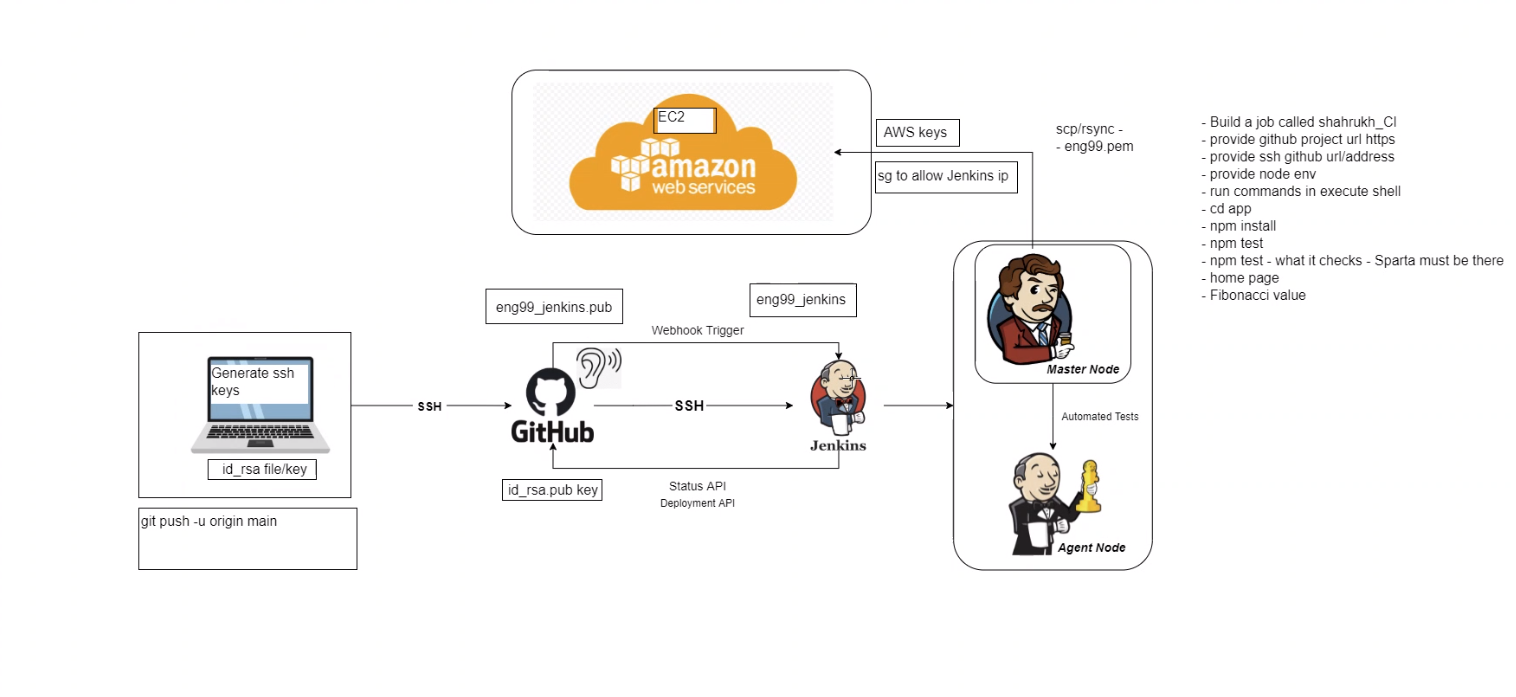 EC2
amazon
web services
AWS keys
sg to allow Jenkins ip
scp/rsync -
- eng99.pem
- Build a job called shahrukh_CI
- provide github project url https
- provide ssh github url/address
- provide node env
- run commands in execute shell
- cd app
- npm install
- npm test
- npm test - what it checks - Sparta must be there
- home page
- Fibonacci value
eng99_jenkins.pub
eng99_jenkins
Webhook Trigger
Generate ssh
keys
id_rsa file/key
git push -u origin main
SSH
GitHub
SSH
Jenkins
id_rsa.pub key
Status API
Deployment API
Master Node
Automated Tests
Agent Node